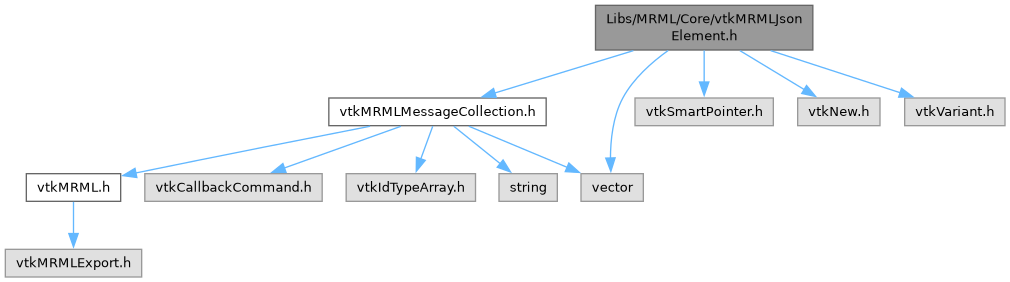 Libs/MRML/Core/vtkMRMLJson
Element.h
vtkMRMLMessageCollection.h
vtkSmartPointer.h
vtkNew.h
vtkVariant.h
vtkMRML.h
vtkCallbackCommand.h
vtkIdTypeArray.h
string
vector
vtkMRMLExport.h